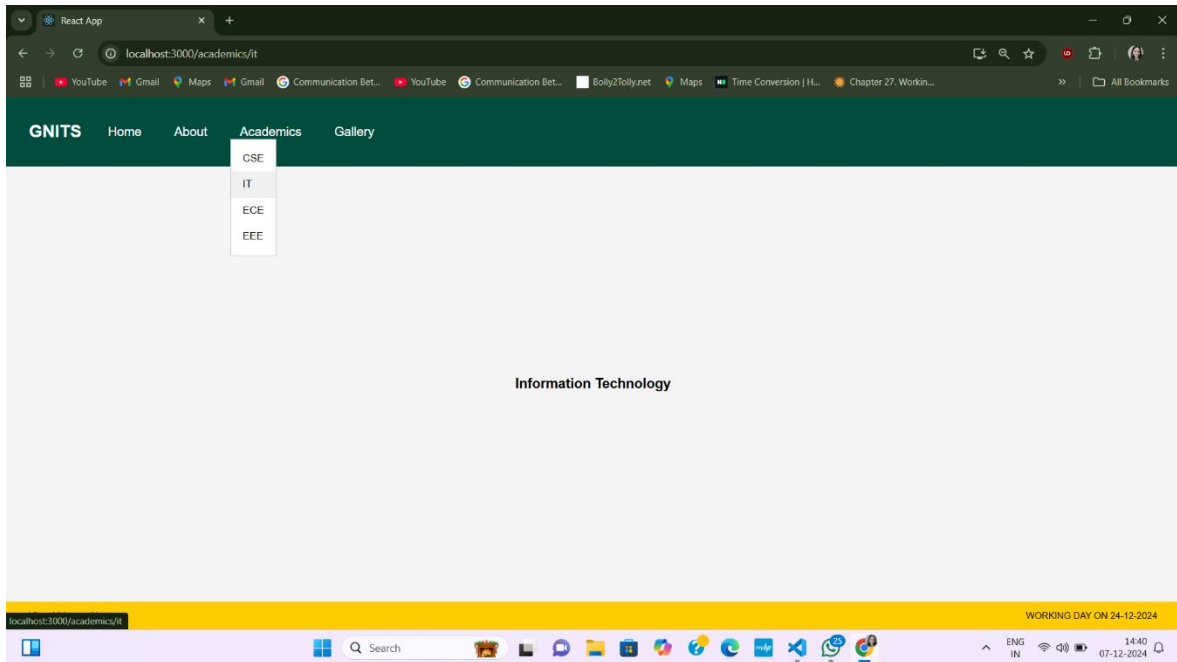 React App
localhost:3000/academics/it
YouTube Gmail Maps Gmail Communication Bet... YouTube Communication Bet... Bolly2Tolly.net Maps Time Conversion | H... Chapter 27. Workin... » All Bookmarks
GNITS Home About Academics Gallery
CSE
IT
ECE
EEE
Information Technology
WORKING DAY ON 24-12-2024
localhost:3000/academics/it
Search
25
ENG 14:40
IN 07-12-2024